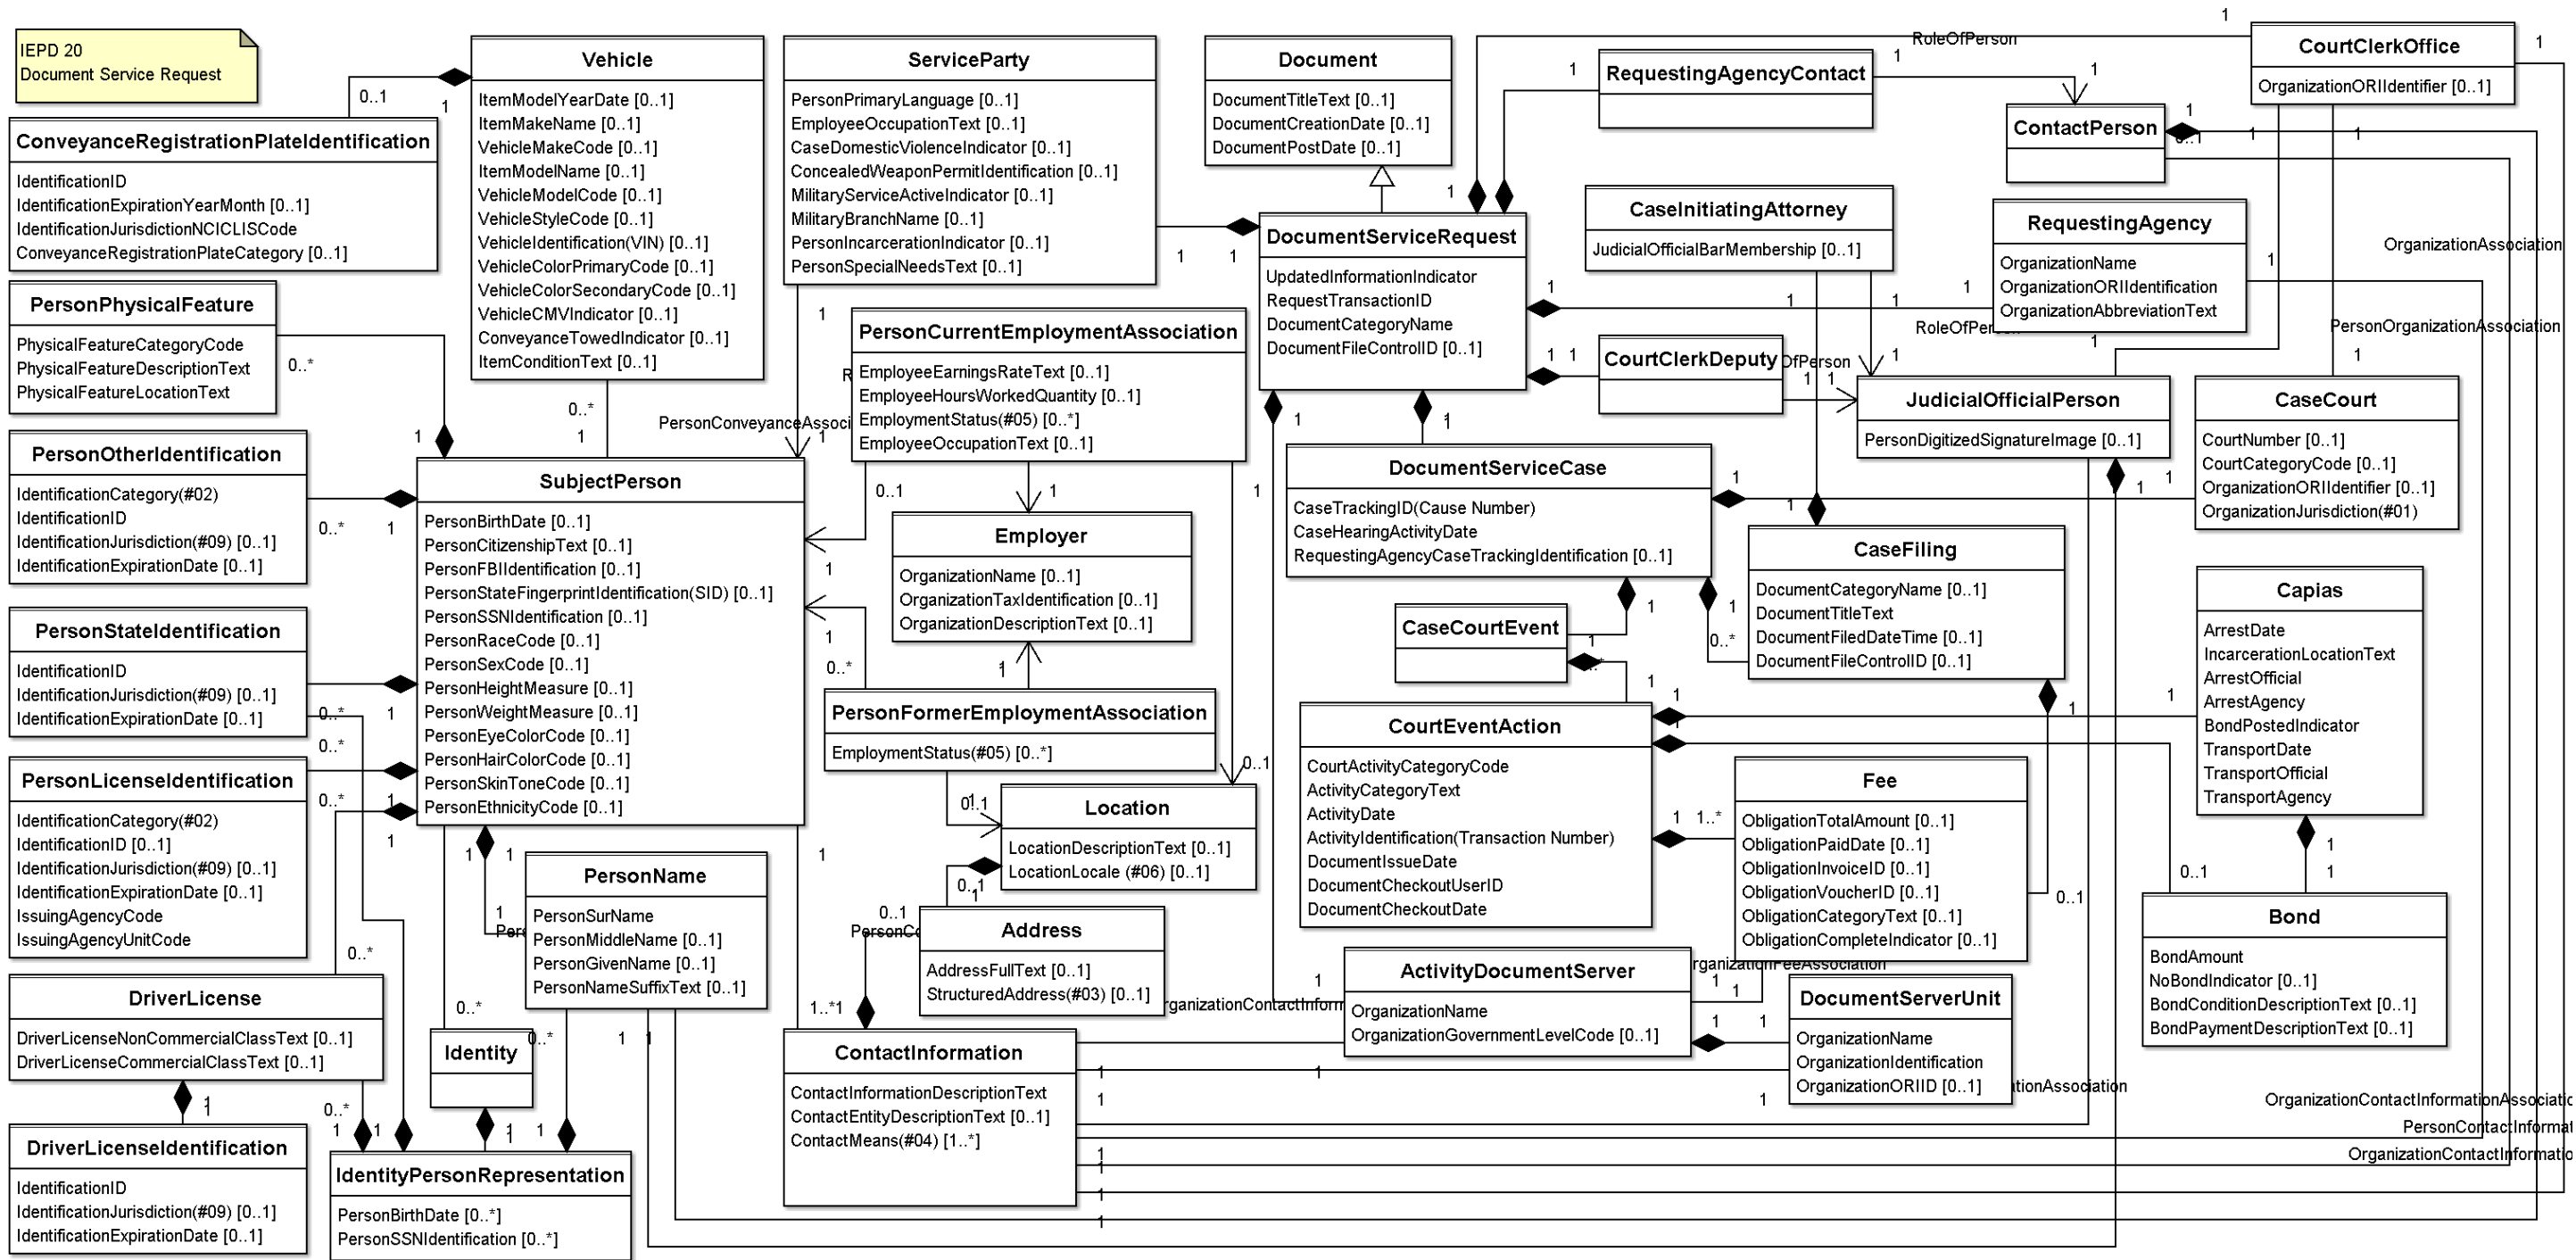 IEPD 20
Document Service Request
Vehicle
ItemModelYearDate [0..1]
ItemMakeName [0..1]
VehicleMakeCode [0..1]
ItemModelName [0..1]
VehicleModelCode [0..1]
VehicleStyleCode [0..1]
VehicleIdentification(VIN) [0..1]
VehicleColorPrimaryCode [0..1]
VehicleColorSecondaryCode [0..1]
VehicleCMVIndicator [0..1]
ConveyanceTowedIndicator [0..1]
ItemConditionText [0..1]
ServiceParty
PersonPrimaryLanguage [0..1]
EmployeeOccupationText [0..1]
CaseDomesticViolenceIndicator [0..1]
ConcealedWeaponPermitIdentification [0..1]
MilitaryServiceActiveIndicator [0..1]
MilitaryBranchName [0..1]
PersonIncarcerationIndicator [0..1]
PersonSpecialNeedsText [0..1]
Document
DocumentTitleText [0..1]
DocumentCreationDate [0..1]
DocumentPostDate [0..1]
RequestingAgencyContact
RoleOfPerson
CourtClerkOffice
OrganizationORIIdentifier [0..1]
ContactPerson
ConveyanceRegistrationPlateIdentification
IdentificationID
IdentificationExpirationYearMonth [0..1]
IdentificationJurisdictionNCICLISCode
ConveyanceRegistrationPlateCategory [0..1]
0..1
1
DocumentServiceRequest
UpdatedInformationIndicator
RequestTransactionID
DocumentCategoryName
DocumentFileControlID [0..1]
CaseInitiatingAttorney
JudicialOfficialBarMembership [0..1]
RequestingAgency
OrganizationName
OrganizationORIIdentification
OrganizationAbbreviationText
OrganizationAssociation
PersonOrganizationAssociation
PersonPhysicalFeature
PhysicalFeatureCategoryCode
PhysicalFeatureDescriptionText
PhysicalFeatureLocationText
0..*
PersonCurrentEmploymentAssociation
EmployeeEarningsRateText [0..1]
EmployeeHoursWorkedQuantity [0..1]
EmploymentStatus(#05) [0..*]
EmployeeOccupationText [0..1]
PersonConveyanceAssoci
CourtClerkDeputy
OfPerson
JudicialOfficialPerson
PersonDigitizedSignatureImage [0..1]
CaseCourt
CourtNumber [0..1]
CourtCategoryCode [0..1]
OrganizationORIIdentifier [0..1]
OrganizationJurisdiction(#01)
PersonOtherIdentification
IdentificationCategory(#02)
IdentificationID
IdentificationJurisdiction(#09) [0..1]
IdentificationExpirationDate [0..1]
SubjectPerson
PersonBirthDate [0..1]
PersonCitizenshipText [0..1]
PersonFBIIdentification [0..1]
PersonStateFingerprintIdentification(SID) [0..1]
PersonSSNIdentification [0..1]
PersonRaceCode [0..1]
PersonSexCode [0..1]
PersonHeightMeasure [0..1]
PersonWeightMeasure [0..1]
PersonEyeColorCode [0..1]
PersonHairColorCode [0..1]
PersonSkinToneCode [0..1]
PersonEthnicityCode [0..1]
DocumentServiceCase
CaseTrackingID(Cause Number)
CaseHearingActivityDate
RequestingAgencyCaseTrackingIdentification [0..1]
Employer
OrganizationName [0..1]
OrganizationTaxIdentification [0..1]
OrganizationDescriptionText [0..1]
CaseFiling
DocumentCategoryName [0..1]
DocumentTitleText
DocumentFiledDateTime [0..1]
DocumentFileControlID [0..1]
Capias
ArrestDate
IncarcerationLocationText
ArrestOfficial
ArrestAgency
BondPostedIndicator
TransportDate
TransportOfficial
TransportAgency
CaseCourtEvent
PersonStateIdentification
IdentificationID
IdentificationJurisdiction(#09) [0..1]
IdentificationExpirationDate [0..1]
PersonFormerEmploymentAssociation
EmploymentStatus(#05) [0..*]
CourtEventAction
CourtActivityCategoryCode
ActivityCategoryText
ActivityDate
ActivityIdentification(Transaction Number)
DocumentIssueDate
DocumentCheckoutUserID
DocumentCheckoutDate
PersonLicenseIdentification
IdentificationCategory(#02)
IdentificationID [0..1]
IdentificationJurisdiction(#09) [0..1]
IdentificationExpirationDate [0..1]
IssuingAgencyCode
IssuingAgencyUnitCode
Location
LocationDescriptionText [0..1]
LocationLocale (#06) [0..1]
Fee
ObligationTotalAmount [0..1]
ObligationPaidDate [0..1]
ObligationInvoiceID [0..1]
ObligationVoucherID [0..1]
ObligationCategoryText [0..1]
ObligationCompleteIndicator [0..1]
PersonName
PersonSurName
PersonMiddleName [0..1]
PersonGivenName [0..1]
PersonNameSuffixText [0..1]
Address
AddressFullText [0..1]
StructuredAddress(#03) [0..1]
Bond
BondAmount
NoBondIndicator [0..1]
BondConditionDescriptionText [0..1]
BondPaymentDescriptionText [0..1]
ActivityDocumentServer
OrganizationName
OrganizationGovernmentLevelCode [0..1]
DocumentServerUnit
OrganizationName
OrganizationIdentification
OrganizationORIID [0..1]
DriverLicense
DriverLicenseNonCommercialClassText [0..1]
DriverLicenseCommercialClassText [0..1]
Identity
ContactInformation
ContactInformationDescriptionText
ContactEntityDescriptionText [0..1]
ContactMeans(#04) [1..*]
DriverLicenseIdentification
IdentificationID
IdentificationJurisdiction(#09) [0..1]
IdentificationExpirationDate [0..1]
IdentityPersonRepresentation
PersonBirthDate [0..*]
PersonSSNIdentification [0..*]
OrganizationContactInformationAssociatio
PersonContactInformat
OrganizationContactInformatio